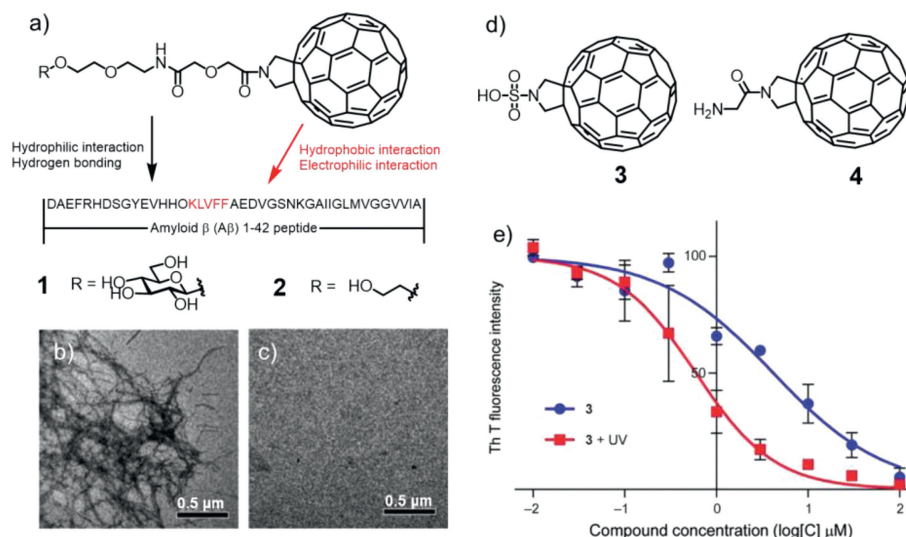 a)
R
O
O
H
N
O
O
O
N
Hydrophilic interaction
Hydrogen bonding
Hydrophobic interaction
Electrophilic interaction
DAEFRHDSGYEVHHOKLVFFAEDVGSNKGAIIGLMVGGVVIA
Amyloid β (Aβ) 1-42 peptide
1 R =
OH
HO
O
HO
OH
2 R = HO
b)
0.5 μm
c)
0.5 μm
d)
HO
O
S
O
N
3
H₂N
O
N
4
e)
Th T fluorescence intensity
100
50
3
3 + UV
−2 −1 0 1 2
Compound concentration (log[C] μM)